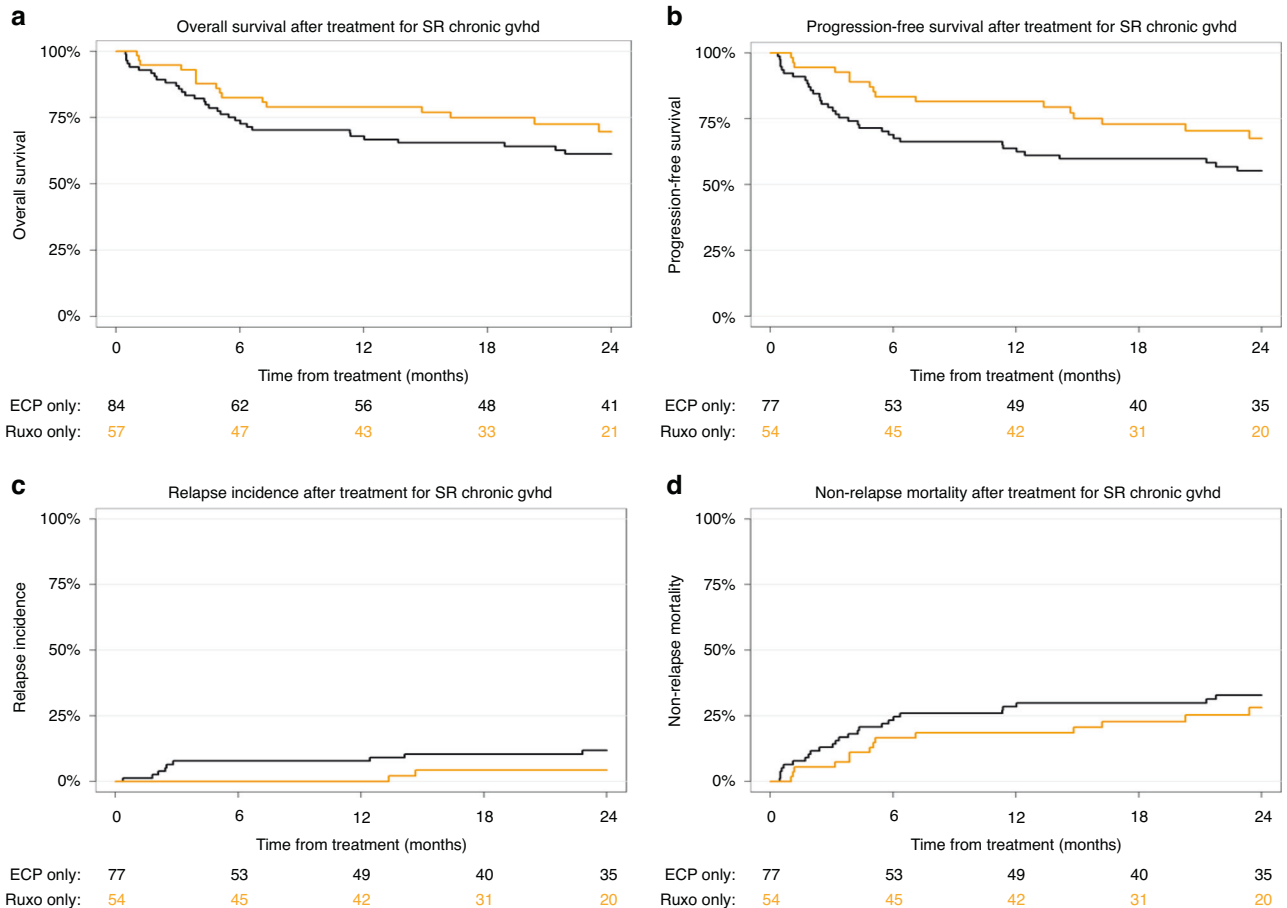 a
Overall survival after treatment for SR chronic gvhd
100%
75%
50%
25%
0%
Overall survival
0 6 12 18 24
Time from treatment (months)
ECP only: 84 62 56 48 41
Ruxo only: 57 47 43 33 21
b
Progression-free survival after treatment for SR chronic gvhd
100%
75%
50%
25%
0%
Progression-free survival
0 6 12 18 24
Time from treatment (months)
ECP only: 77 53 49 40 35
Ruxo only: 54 45 42 31 20
c
Relapse incidence after treatment for SR chronic gvhd
100%
75%
50%
25%
0%
Relapse incidence
0 6 12 18 24
Time from treatment (months)
ECP only: 77 53 49 40 35
Ruxo only: 54 45 42 31 20
d
Non-relapse mortality after treatment for SR chronic gvhd
100%
75%
50%
25%
0%
Non-relapse mortality
0 6 12 18 24
Time from treatment (months)
ECP only: 77 53 49 40 35
Ruxo only: 54 45 42 31 20